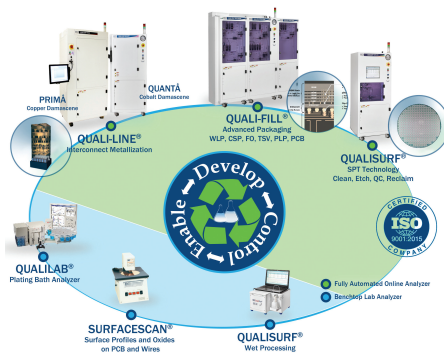 PRIMA
Copper Damascene
QUANTÁ
Cobalt Damascene
QUALI-LINE®
Interconnect Metallization
QUALI-FILL®
Advanced Packaging
WLP, CSP, FO, TSV, PLP, PCB
QUALISURF®
SPT Technology
Clean, Etch, QC, Reclaim
Develop
Control
Enable
CERTIFIED
ISO
9001:2015
COMPANY
QUALILAB®
Plating Bath Analyzer
SURFACESCAN®
Surface Profiles and Oxides
on PCB and Wires
QUALISURF®
Wet Processing
Fully Automated Online Analyzer
Benchtop Lab Analyzer